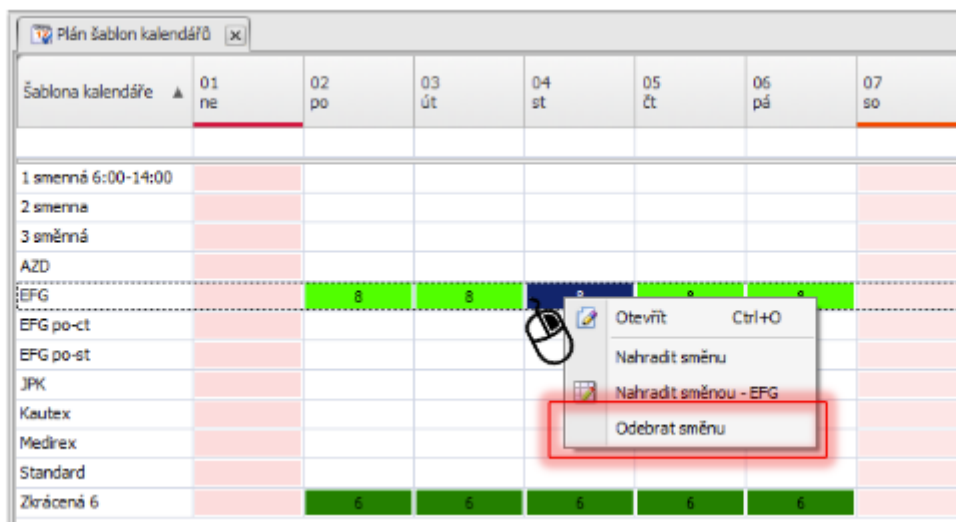 Plán šablon kalendářů
Šablona kalendáře 01 02 03 04 05 06 07
ne po út st čt pá so
1 smenná 6:00-14:00
2 smenna
3 směnná
AZD
EFG 8 8 8 8 8
EFG po-ct
Otevřít Ctrl+O
EFG po-st
Nahradit směnu
JPK
Nahradit směnou - EFG
Kautex
Odebrat směnu
Medirex
Standard
Zkrácená 6 6 6 6 6 6